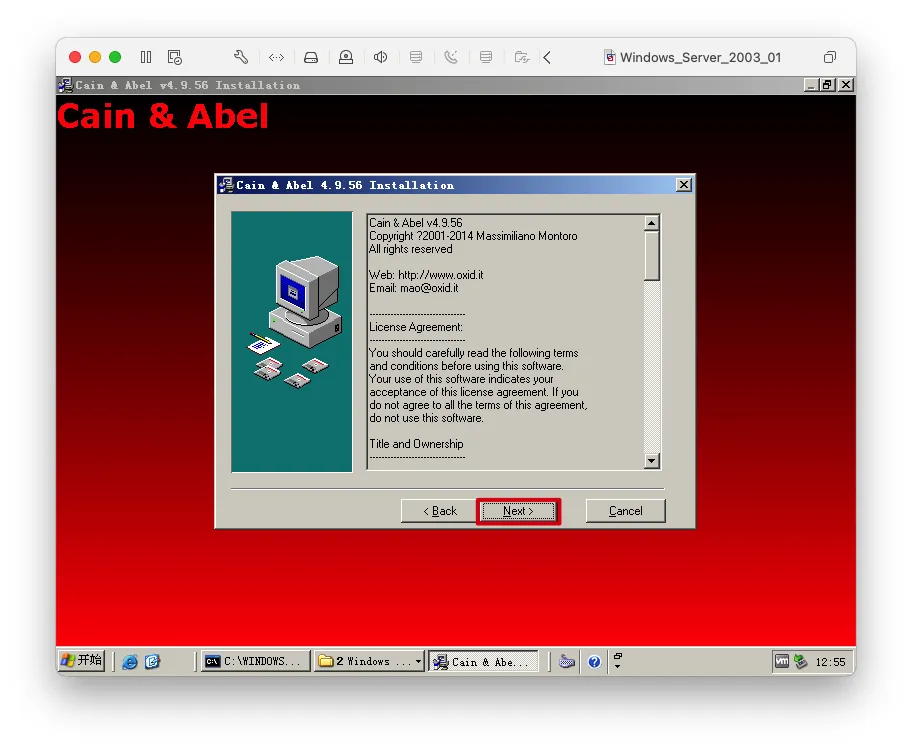 Windows_Server_2003_01
Cain & Abel v4.9.56 Installation
Cain & Abel
Cain & Abel 4.9.56 Installation
Cain & Abel v4.9.56
Copyright ?2001-2014 Massimiliano Montoro
All rights reserved
Web: http://www.oxid.it
Email: mao@oxid.it
--------------------------------
License Agreement:
--------------------------------
You should carefully read the following terms
and conditions before using this software.
Your use of this software indicates your
acceptance of this license agreement. If you
do not agree to all the terms of this agreement,
do not use this software.
Title and Ownership
--------------------------------
< Back
Next >
Cancel
开始
C:\WINDOWS...
2 Windows ...
Cain & Abe...
12:55